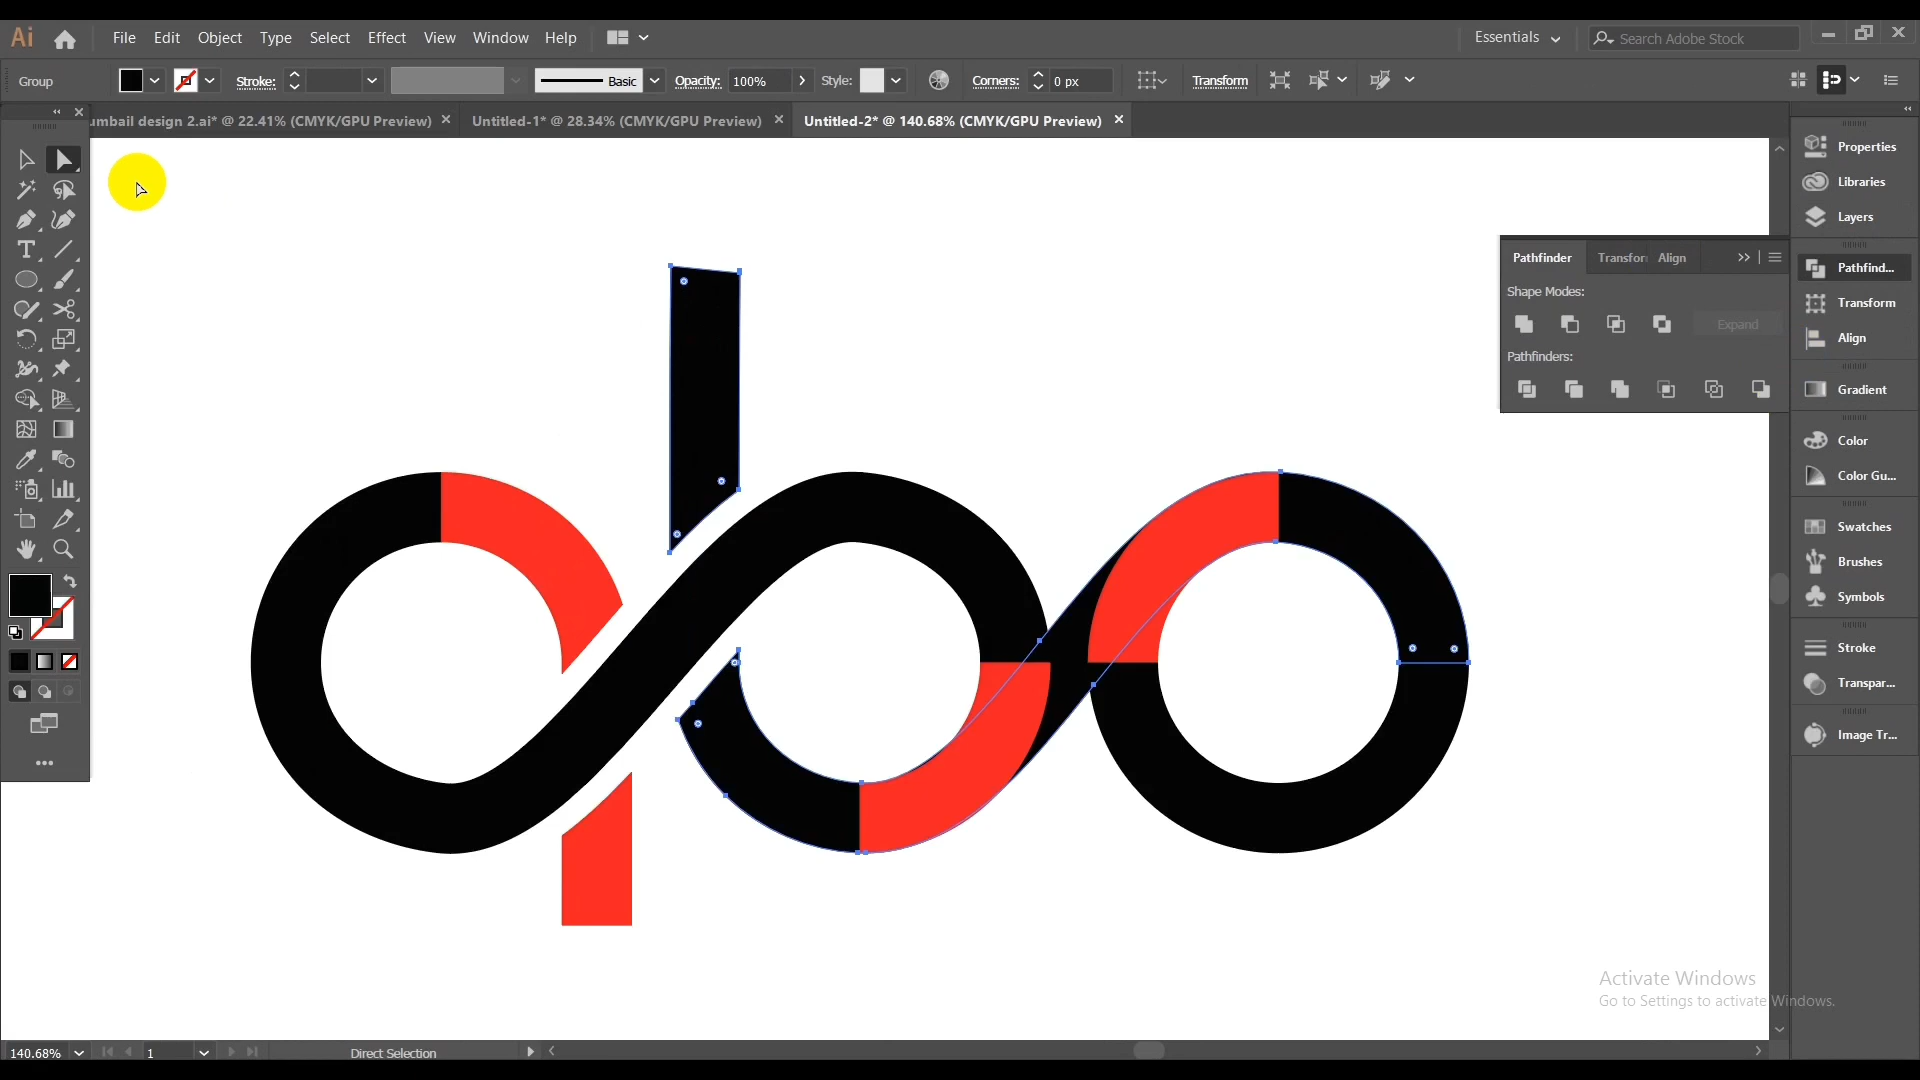 Ai File Edit Object Type Select Effect View Window Help Essentials Search Adobe Stock
Group Stroke: Basic Opacity: 100% Style: Corners: 0 px Transform
umbail design 2.ai* @ 22.41% (CMYK/GPU Preview) Untitled-1* @ 28.34% (CMYK/GPU Preview) Untitled-2* @ 140.68% (CMYK/GPU Preview)
Properties
Libraries
Layers
Pathfinder Transfor Align
Pathfind...
Shape Modes:
Transform
Expand
Align
Pathfinders:
Gradient
Color
Color Gu...
Swatches
Brushes
Symbols
Stroke
Transpar...
Image Tr...
Activate Windows
Go to Settings to activate Windows.
140.68% 1 Direct Selection